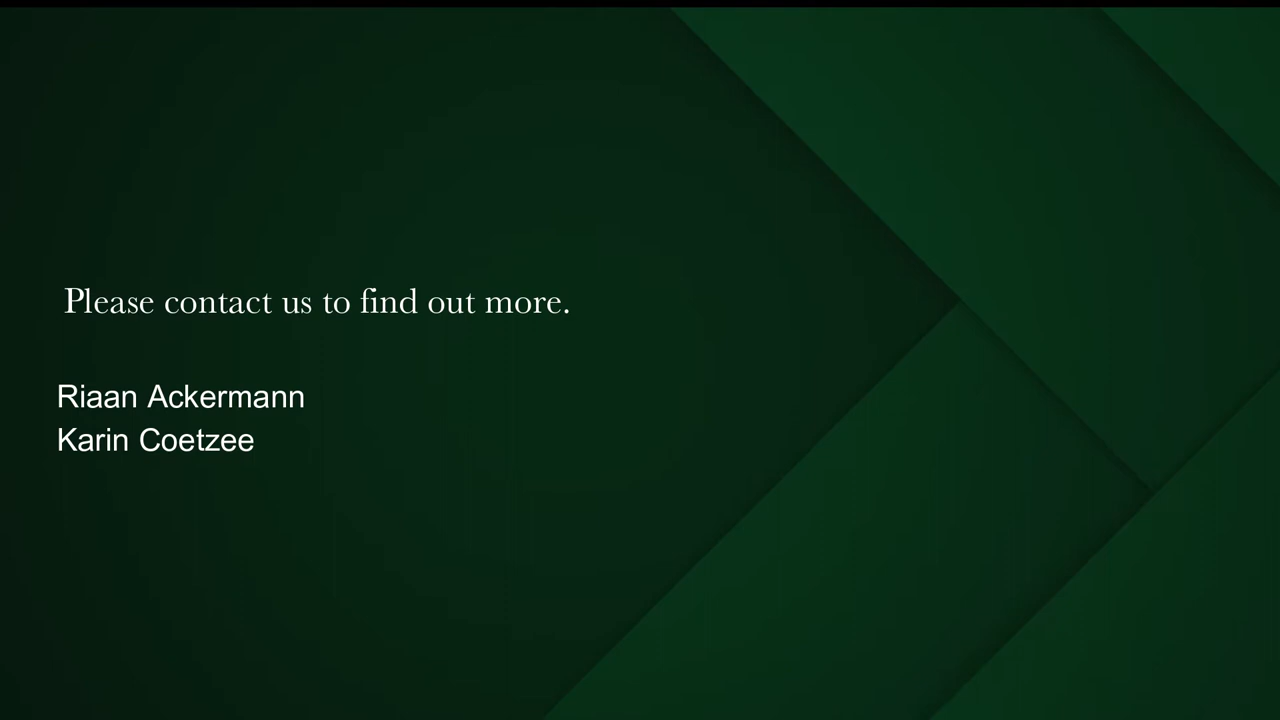 Please contact us to find out more.
Riaan Ackermann
Karin Coetzee